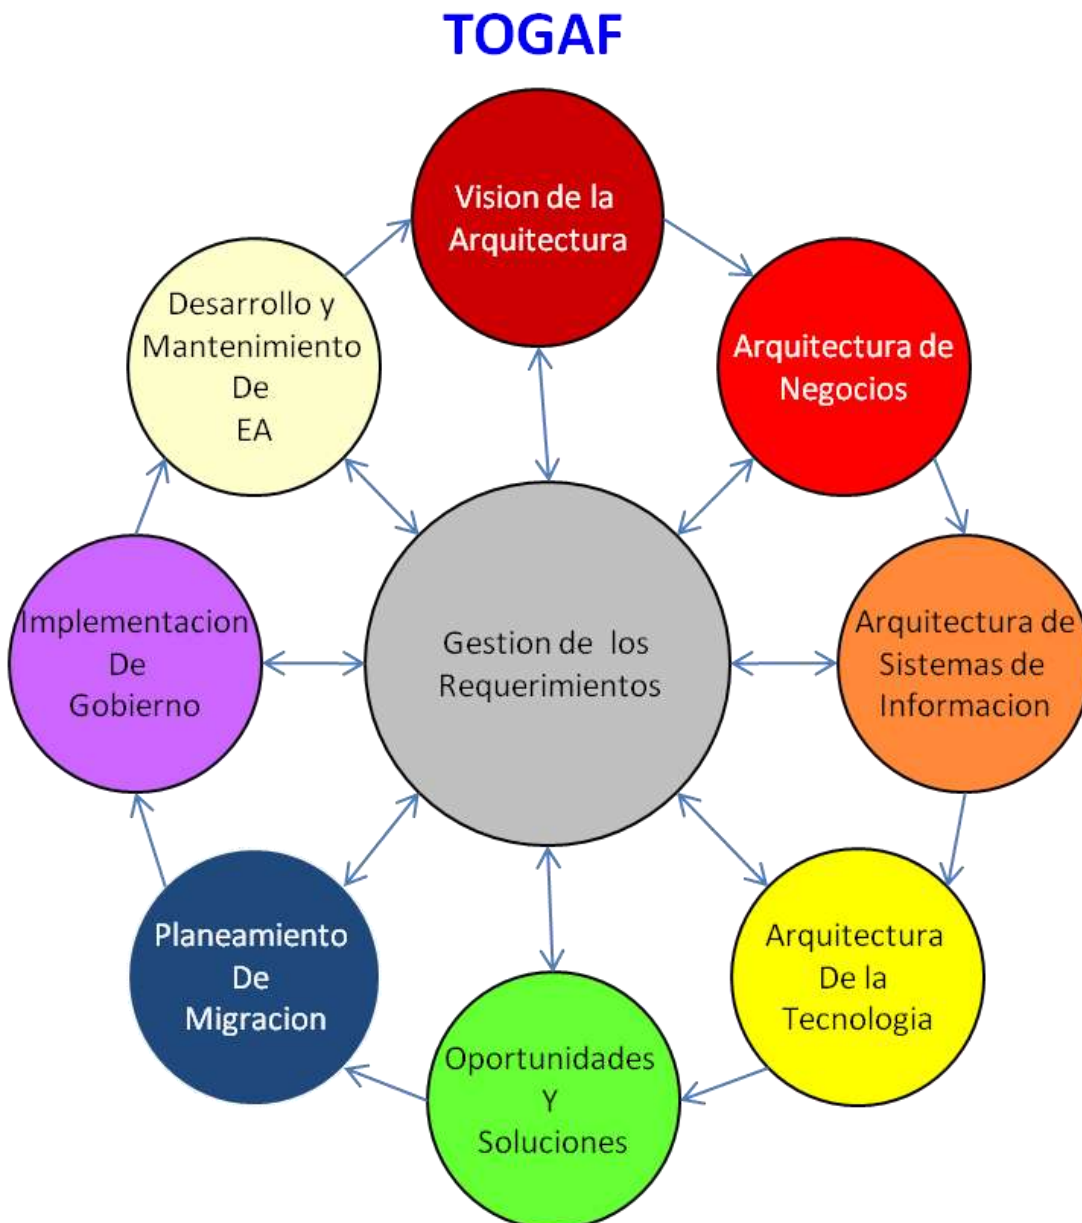 TOGAF
Vision de la
Arquitectura
Arquitectura de
Negocios
Arquitectura de
Sistemas de
Informacion
Arquitectura
De la
Tecnologia
Oportunidades
Y
Soluciones
Planeamiento
De
Migracion
Implementacion
De
Gobierno
Desarrollo y
Mantenimiento
De
EA
Gestion de los
Requerimientos